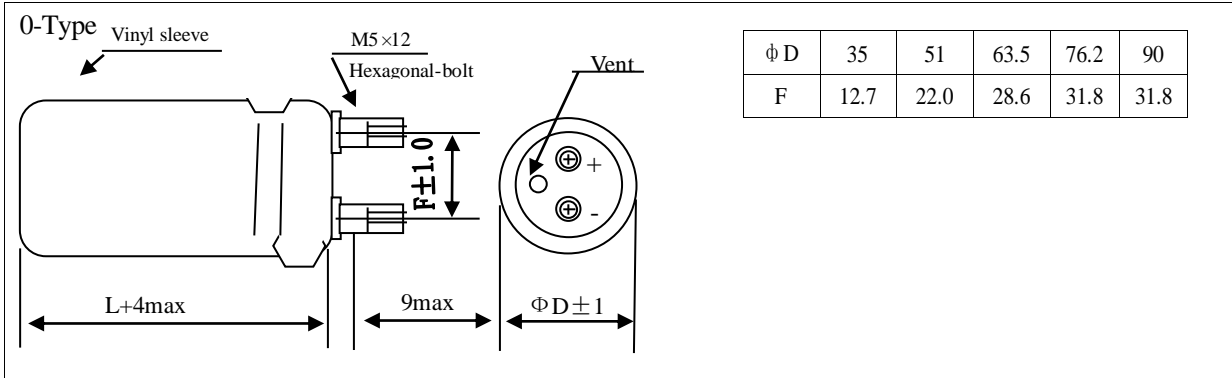 0-Type
Vinyl sleeve
M5×12
Hexagonal-bolt
Vent
F±1.0
+
-
L+4max
9max
ΦD±1
фD 35 51 63.5 76.2 90
F 12.7 22.0 28.6 31.8 31.8